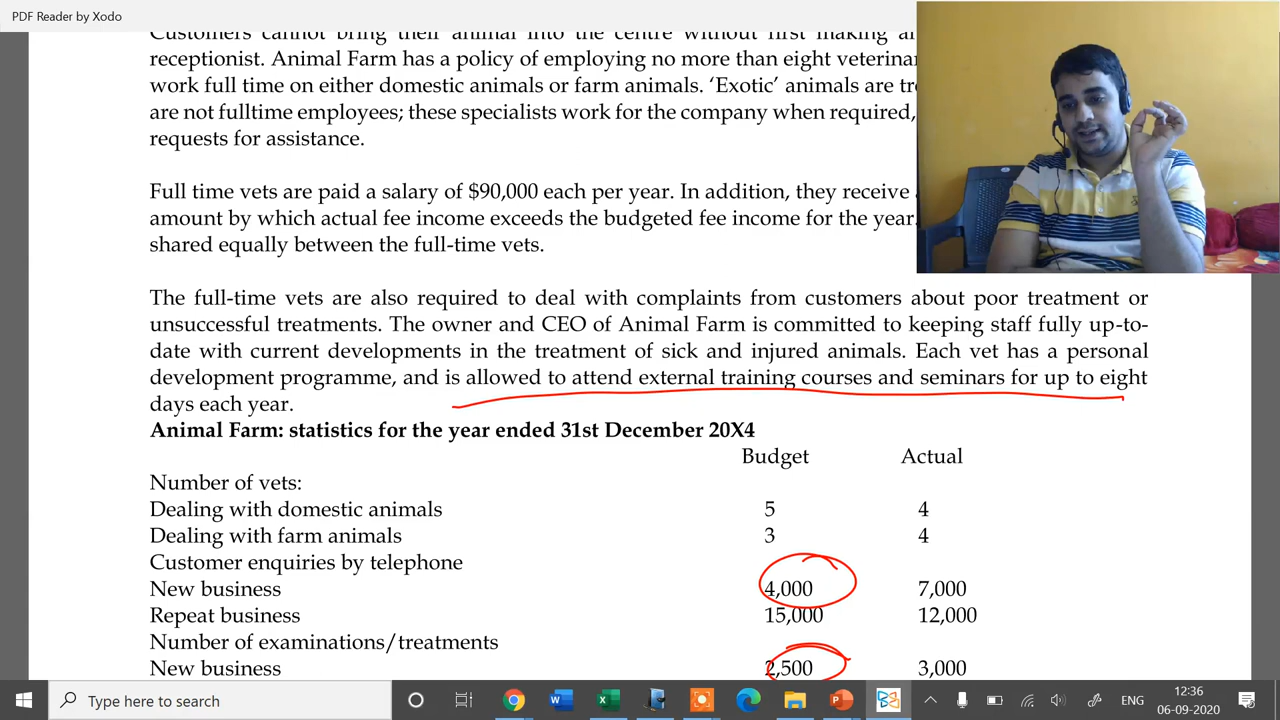 PDF Reader by Xodo
Customers cannot bring their animal into the centre without first making
receptionist. Animal Farm has a policy of employing no more than eight
work full time on either domestic animals or farm animals. ‘Exotic’ animals are
are not fulltime employees; these specialists work for the company when required,
requests for assistance.
Full time vets are paid a salary of $90,000 each per year. In addition, they receive
amount by which actual fee income exceeds the budgeted fee income for the year.
shared equally between the full-time vets.
The full-time vets are also required to deal with complaints from customers about poor treatment or
unsuccessful treatments. The owner and CEO of Animal Farm is committed to keeping staff fully up-to-
date with current developments in the treatment of sick and injured animals. Each vet has a personal
development programme, and is allowed to attend external training courses and seminars for up to eight
days each year.
Animal Farm: statistics for the year ended 31st December 20X4
Budget Actual
Number of vets:
Dealing with domestic animals 5 4
Dealing with farm animals 3 4
Customer enquiries by telephone
New business 4,000 7,000
Repeat business 15,000 12,000
Number of examinations/treatments
New business 2,500 3,000
Type here to search
ENG
12:36
06-09-2020